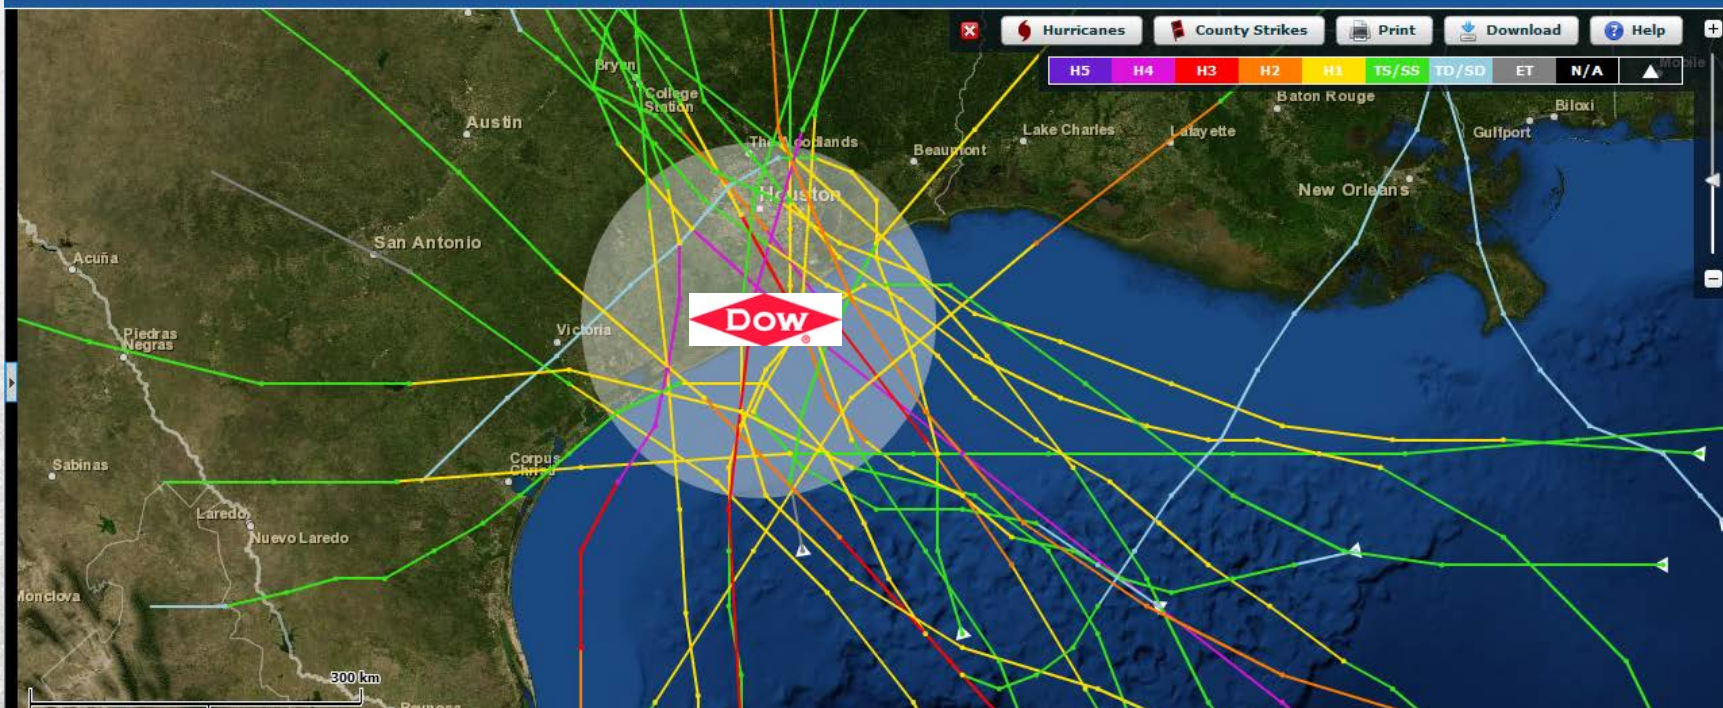 Hurricanes
County Strikes
Print
Download
Help
+
H5 H4 H3 H2 H1 TS/SS TD/SD ET N/A
Mobile
Bryan
College
Station
Baton Rouge
Biloxi
Austin
The Woodlands
Lake Charles
Lafayette
Gulfport
Beaumont
Houston
New Orleans
San Antonio
Acuña
−
DOW
®
Victoria
Piedras
Negras
Sabinas
Corpus
Christi
Laredo
Nuevo Laredo
Monclova
300 km
Reynosa